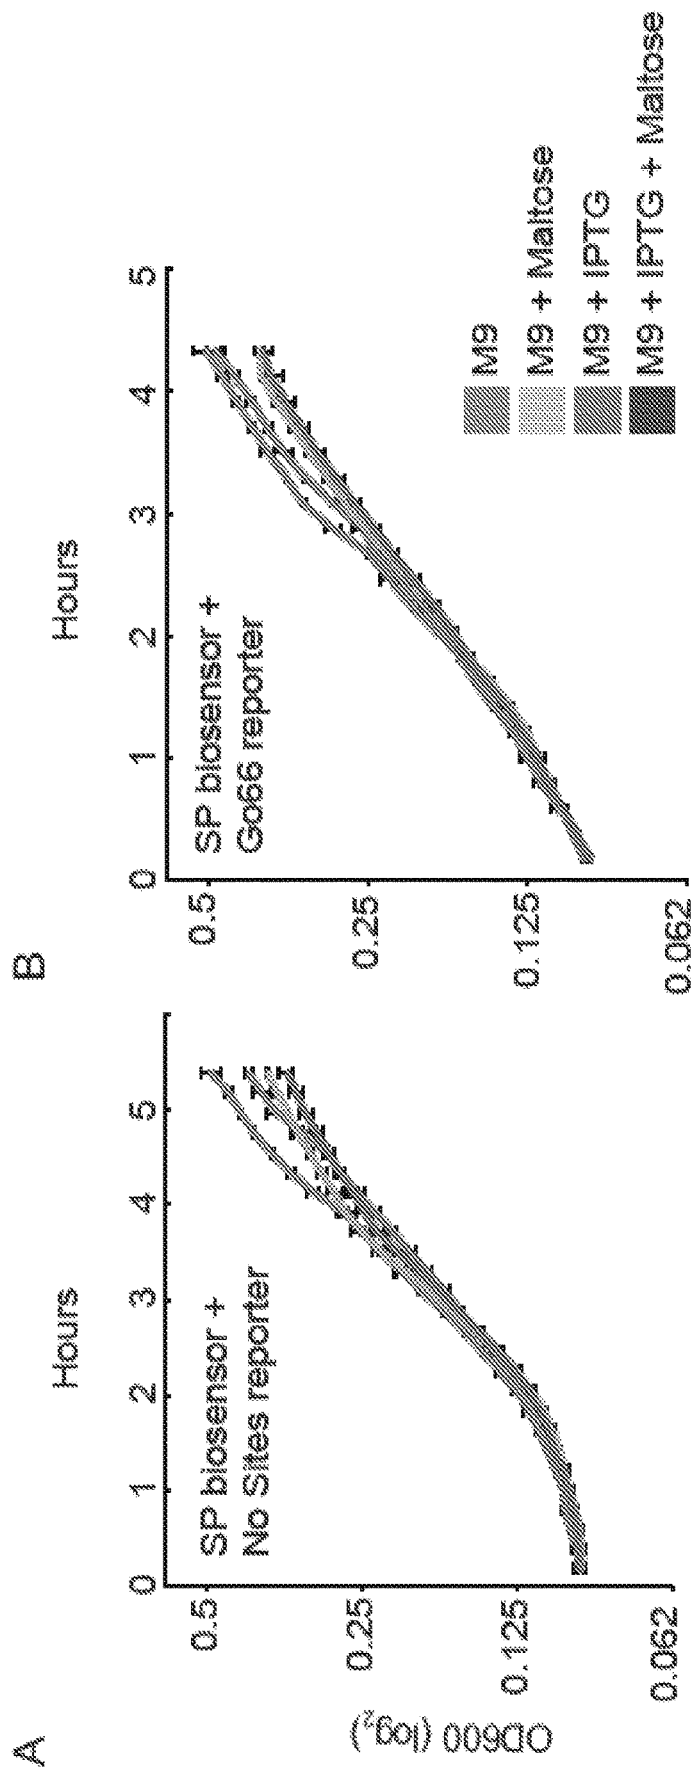 A
Hours
0
1
2
3
4
5
SP biosensor +
No Sites reporter
0.5
0.25
0.125
0.062
OD600 (log2)
B
Hours
0
1
2
3
4
5
SP biosensor +
Go66 reporter
0.5
0.25
0.125
0.062
M9
M9 + Maltose
M9 + IPTG
M9 + IPTG + Maltose